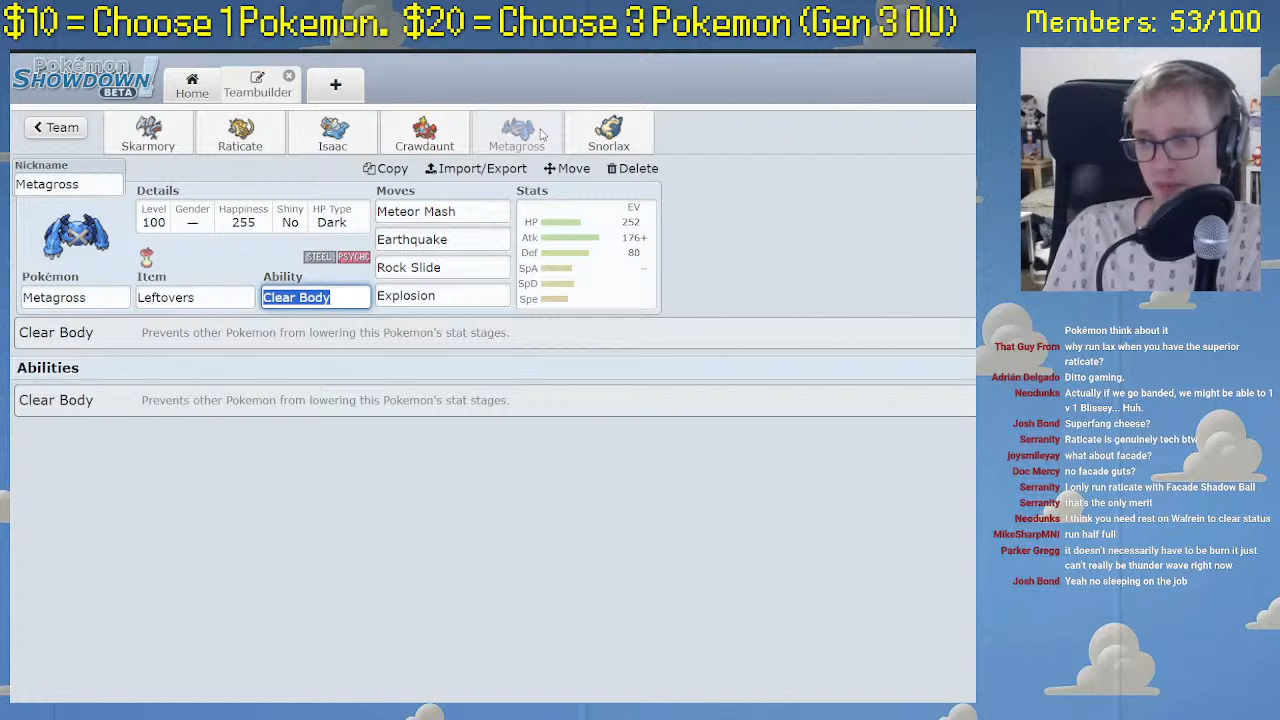 $10 = Choose 1 Pokemon. $20 = Choose 3 Pokemon (Gen 3 OU)
Members: 53/100
Pokémon
SHOWDOWN!
BETA
Home
Teambuilder
+
Team
Skarmory
Raticate
Isaac
Crawdaunt
Metagross
Snorlax
Copy
Import/Export
Move
Delete
Nickname
Metagross
Details
Level
Gender
Happiness
Shiny
HP Type
100
—
255
No
Dark
STEEL
PSYCHC
Pokémon
Metagross
Item
Leftovers
Ability
Clear Body
Moves
Meteor Mash
Earthquake
Rock Slide
Explosion
Stats
EV
HP 252
Atk 176+
Def 80
SpA --
SpD
Spe
Clear Body Prevents other Pokemon from lowering this Pokemon's stat stages.
Abilities
Clear Body Prevents other Pokemon from lowering this Pokemon's stat stages.
Pokémon think about it
That Guy From why run lax when you have the superior
raticate?
Adrián Delgado Ditto gaming.
Neodunks Actually if we go banded, we might be able to 1
v 1 Blissey... Huh.
Josh Bond Superfang cheese?
Serranity Raticate is genuinely tech btw
joysmileyay what about facade?
Doc Mercy no facade guts?
Serranity I only run raticate with Facade Shadow Ball
Serranity that's the only merit
Neodunks I think you need rest on Walrein to clear status
MikeSharpMNI run half full
Parker Gregg it doesn't necessarily have to be burn it just
can't really be thunder wave right now
Josh Bond Yeah no sleeping on the job